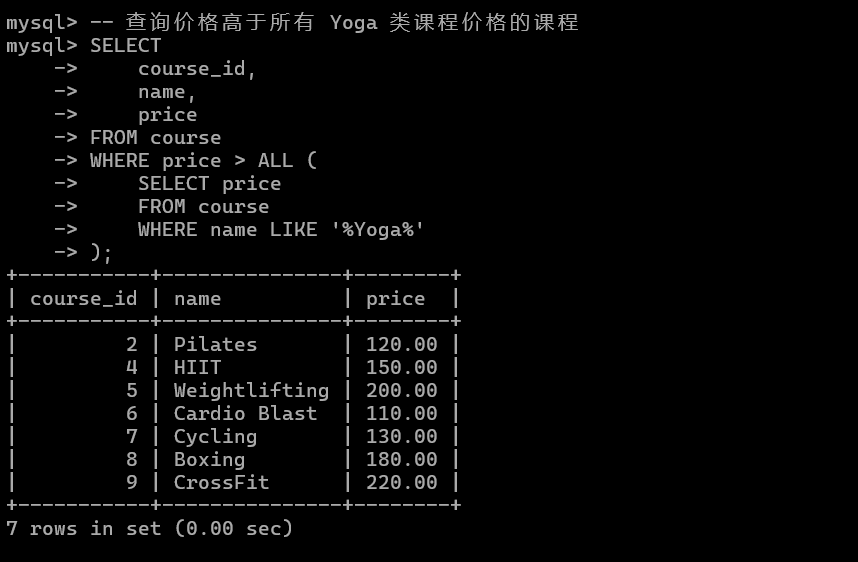 mysql> -- 查询价格高于所有 Yoga 类课程价格的课程
mysql> SELECT
    ->     course_id,
    ->     name,
    ->     price
    -> FROM course
    -> WHERE price > ALL (
    ->     SELECT price
    ->     FROM course
    ->     WHERE name LIKE '%Yoga%'
    -> );
+-----------+---------------+--------+
| course_id | name          | price  |
+-----------+---------------+--------+
|         2 | Pilates       | 120.00 |
|         4 | HIIT          | 150.00 |
|         5 | Weightlifting | 200.00 |
|         6 | Cardio Blast  | 110.00 |
|         7 | Cycling       | 130.00 |
|         8 | Boxing        | 180.00 |
|         9 | CrossFit      | 220.00 |
+-----------+---------------+--------+
7 rows in set (0.00 sec)